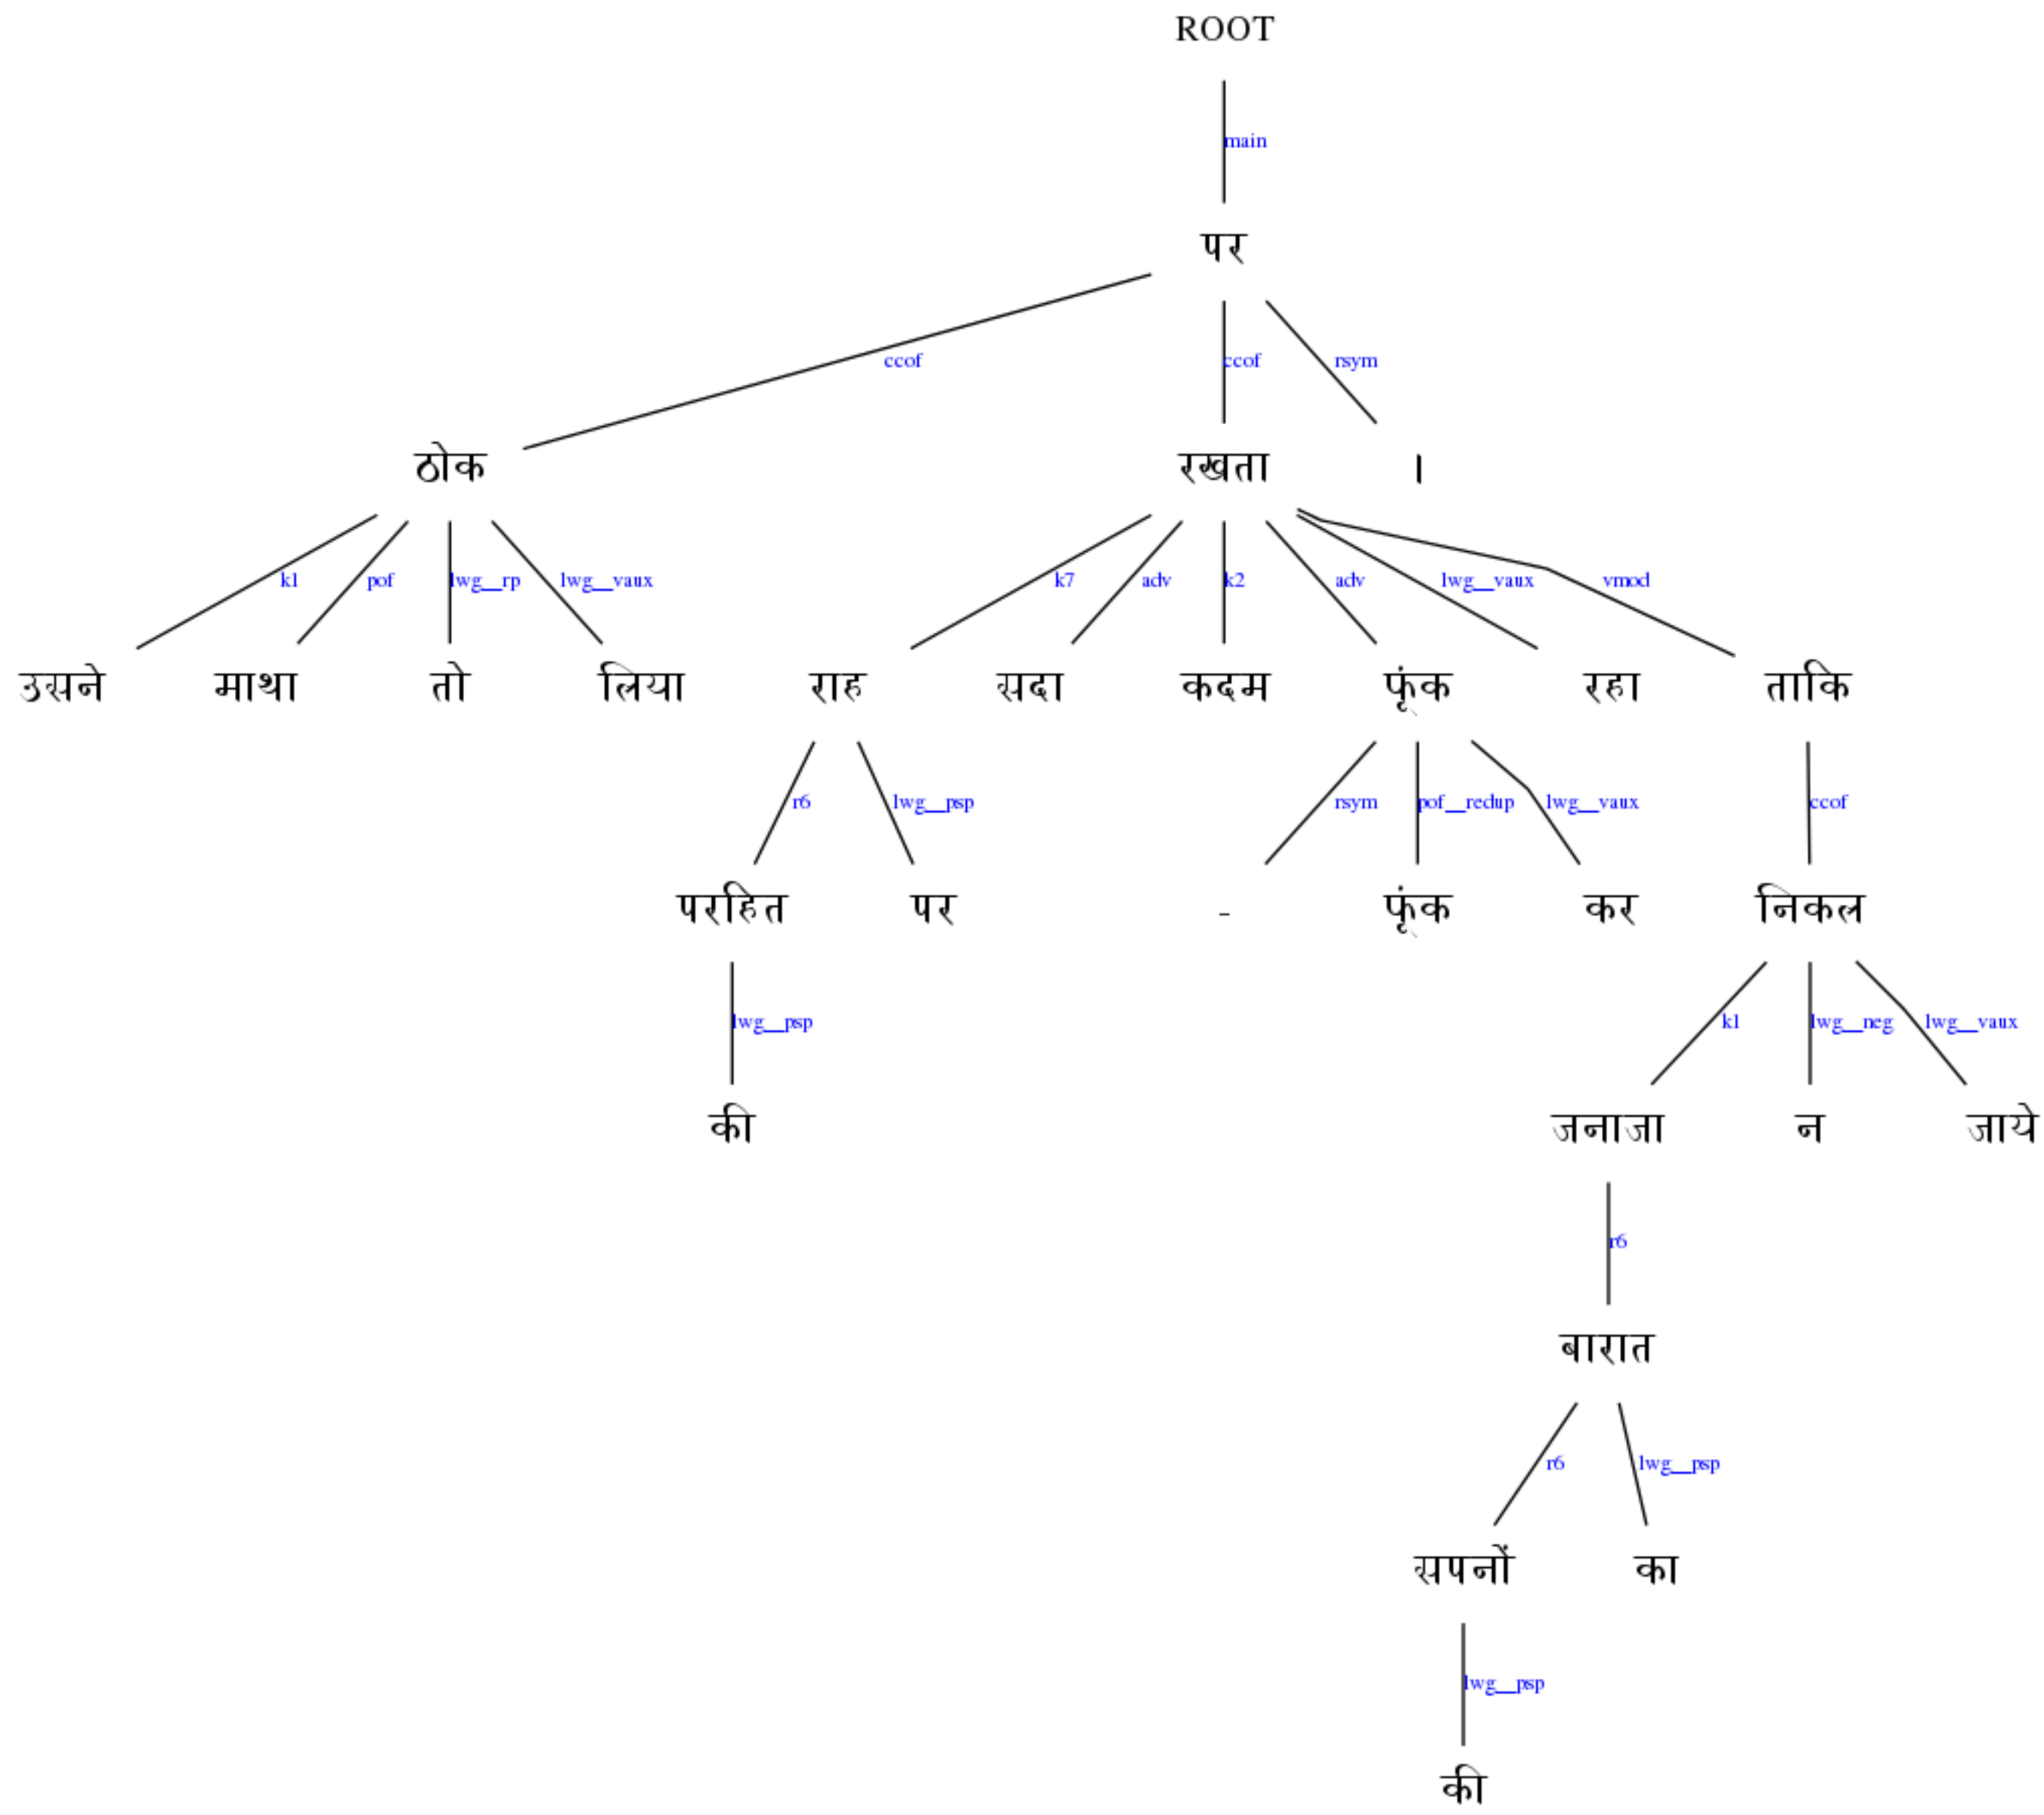 ROOT
main
पर
ccof ccof rsym
ठोक रखता ।
k1 pof lwg__rp lwg__vaux k7 adv k2 adv lwg__vaux vmod
उसने माथा तो लिया राह सदा कदम फूंक रहा ताकि
r6 lwg__psp rsym pof__redup lwg__vaux ccof
परहित पर - फूंक कर निकल
lwg__psp k1 lwg__neg lwg__vaux
की जनाजा न जाये
r6
बारात
r6 lwg__psp
सपनों का
lwg__psp
की